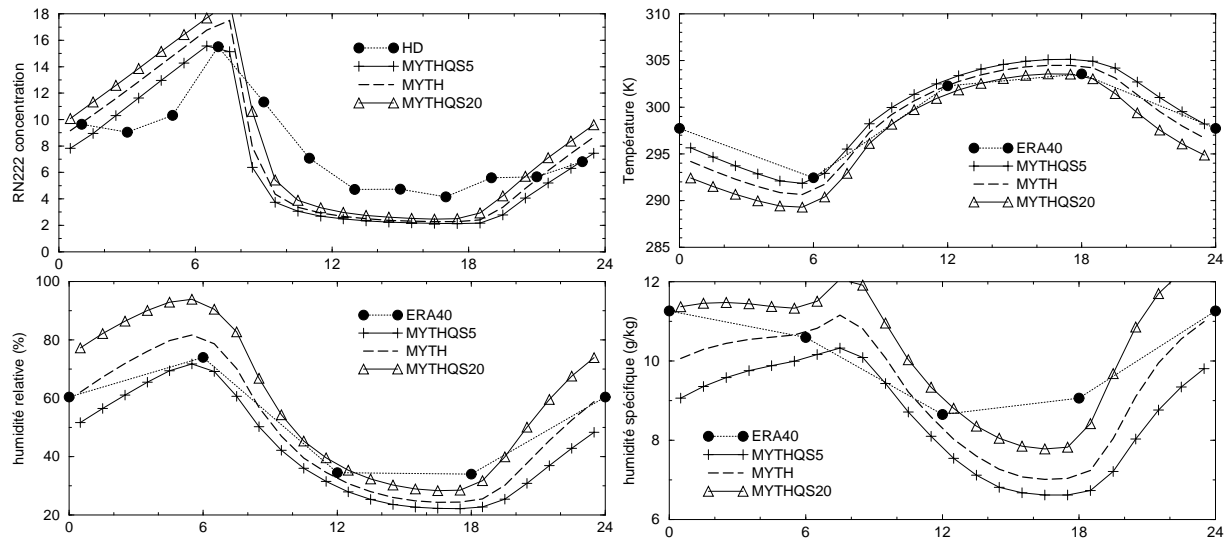 RN222 concentration
18
16
14
12
10
8
6
4
2
0
HD
MYTHQS5
MYTH
MYTHQS20
0 6 12 18 24
Température (K)
310
305
300
295
290
285
ERA40
MYTHQS5
MYTH
MYTHQS20
0 6 12 18 24
humidité relative (%)
100
80
60
40
20
ERA40
MYTHQS5
MYTH
MYTHQS20
0 6 12 18 24
humidité spécifique (g/kg)
12
10
8
6
ERA40
MYTHQS5
MYTH
MYTHQS20
0 6 12 18 24